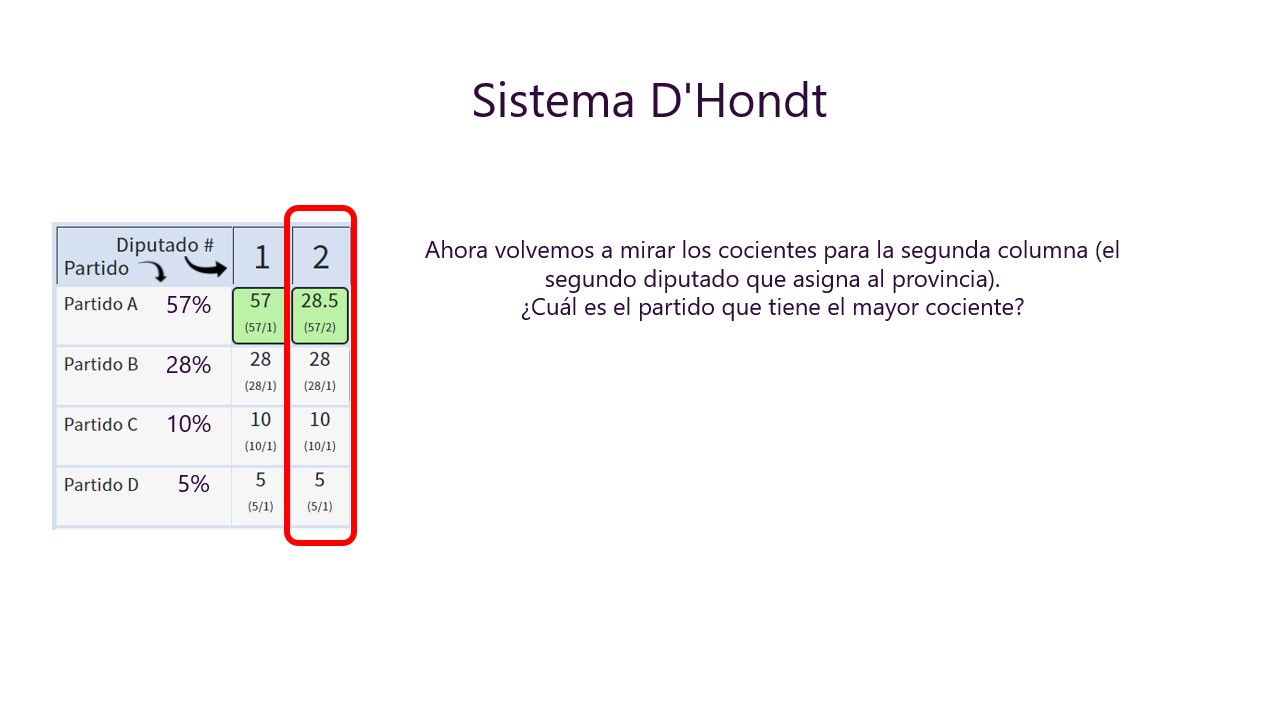 Sistema D'Hondt
Diputado # 1 2
Partido
Partido A 57% 57 28.5
(57/1) (57/2)
Partido B 28% 28 28
(28/1) (28/1)
Partido C 10% 10 10
(10/1) (10/1)
Partido D 5% 5 5
(5/1) (5/1)
Ahora volvemos a mirar los cocientes para la segunda columna (el
segundo diputado que asigna al provincia).
¿Cuál es el partido que tiene el mayor cociente?